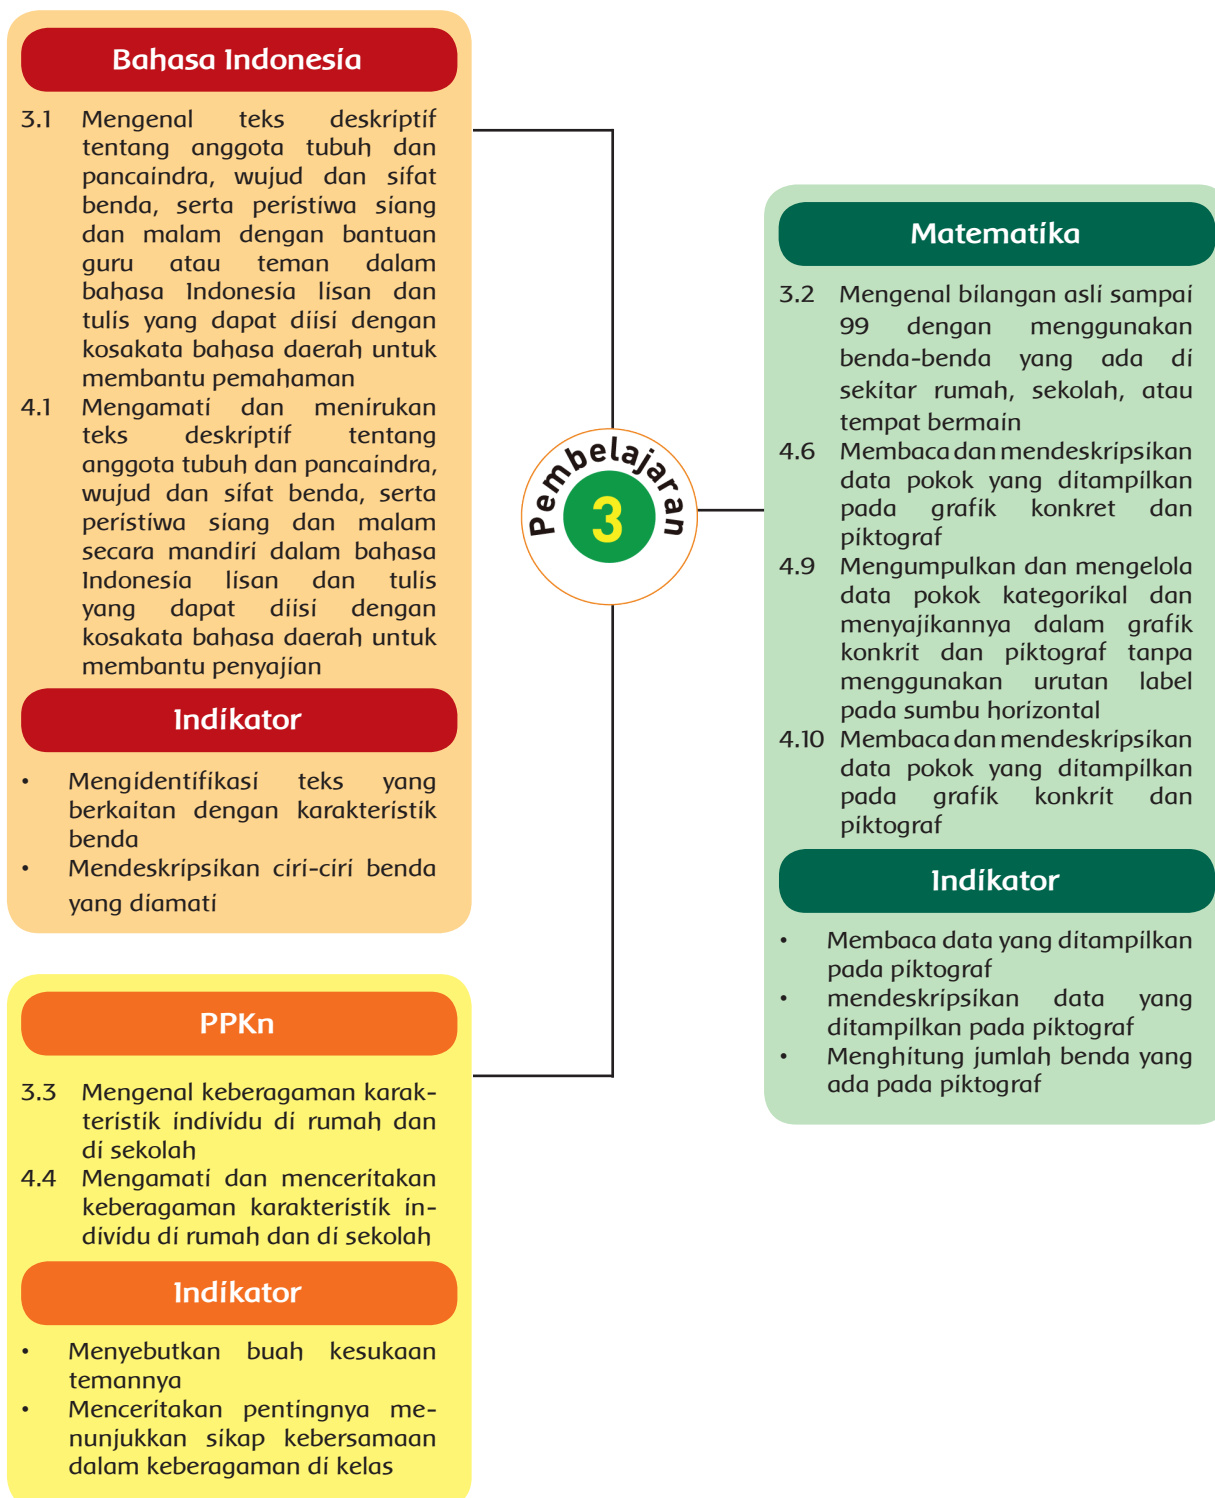 Bahasa Indonesia
3.1 Mengenal teks deskriptif
tentang anggota tubuh dan
pancaindra, wujud dan sifat
benda, serta peristiwa siang
dan malam dengan bantuan
guru atau teman dalam
bahasa Indonesia lisan dan
tulis yang dapat diisi dengan
kosakata bahasa daerah untuk
membantu pemahaman
4.1 Mengamati dan menirukan
teks deskriptif tentang
anggota tubuh dan pancaindra,
wujud dan sifat benda, serta
peristiwa siang dan malam
secara mandiri dalam bahasa
Indonesia lisan dan tulis
yang dapat diisi dengan
kosakata bahasa daerah untuk
membantu penyajian
Indikator
• Mengidentifikasi teks yang
berkaitan dengan karakteristik
benda
• Mendeskripsikan ciri-ciri benda
yang diamati
PPKn
3.3 Mengenal keberagaman karak-
teristik individu di rumah dan
di sekolah
4.4 Mengamati dan menceritakan
keberagaman karakteristik in-
dividu di rumah dan di sekolah
Indikator
• Menyebutkan buah kesukaan
temannya
• Menceritakan pentingnya me-
nunjukkan sikap kebersamaan
dalam keberagaman di kelas
Pembelajaran
3
Matematika
3.2 Mengenal bilangan asli sampai
99 dengan menggunakan
benda-benda yang ada di
sekitar rumah, sekolah, atau
tempat bermain
4.6 Membaca dan mendeskripsikan
data pokok yang ditampilkan
pada grafik konkret dan
piktograf
4.9 Mengumpulkan dan mengelola
data pokok kategorikal dan
menyajikannya dalam grafik
konkrit dan piktograf tanpa
menggunakan urutan label
pada sumbu horizontal
4.10 Membaca dan mendeskripsikan
data pokok yang ditampilkan
pada grafik konkrit dan
piktograf
Indikator
• Membaca data yang ditampilkan
pada piktograf
• mendeskripsikan data yang
ditampilkan pada piktograf
• Menghitung jumlah benda yang
ada pada piktograf